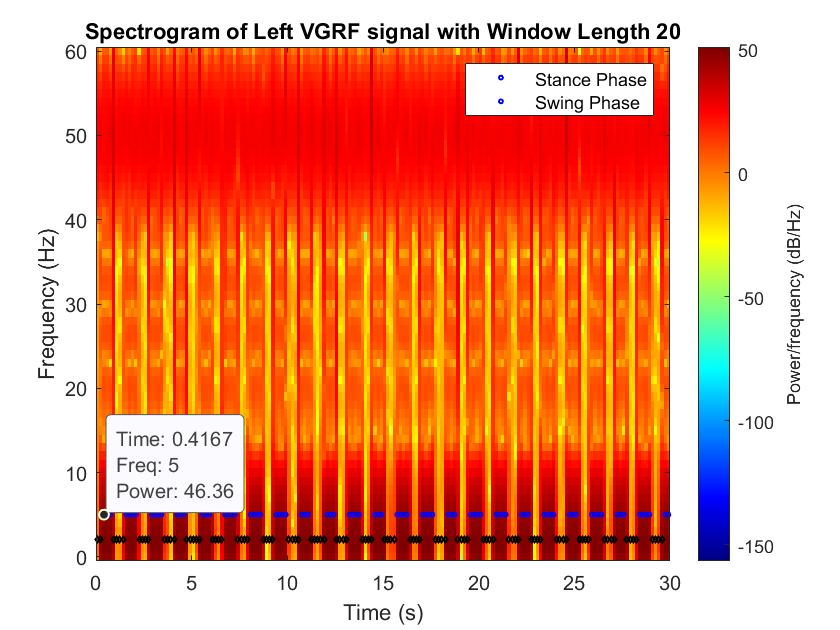 Spectrogram of Left VGRF signal with Window Length 20
Stance Phase
Swing Phase
Time: 0.4167
Freq: 5
Power: 46.36
Frequency (Hz)
60
50
40
30
20
10
0
0 5 10 15 20 25 30
Time (s)
50
0
-50
-100
-150
Power/frequency (dB/Hz)